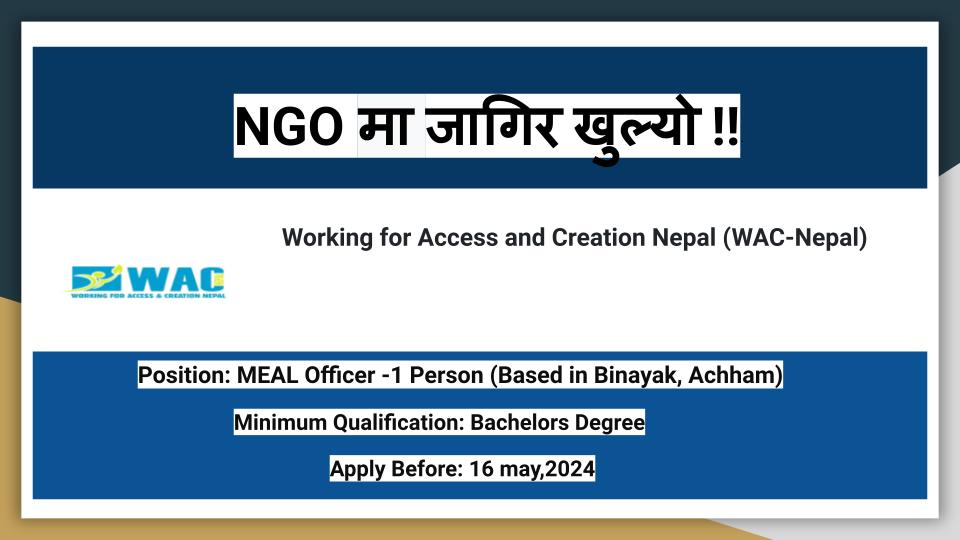 NGO मा जागिर खुल्यो !!
Working for Access and Creation Nepal (WAC-Nepal)
WAC
WORKING FOR ACCESS & CREATION NEPAL
Position: MEAL Officer -1 Person (Based in Binayak, Achham)
Minimum Qualification: Bachelors Degree
Apply Before: 16 may,2024